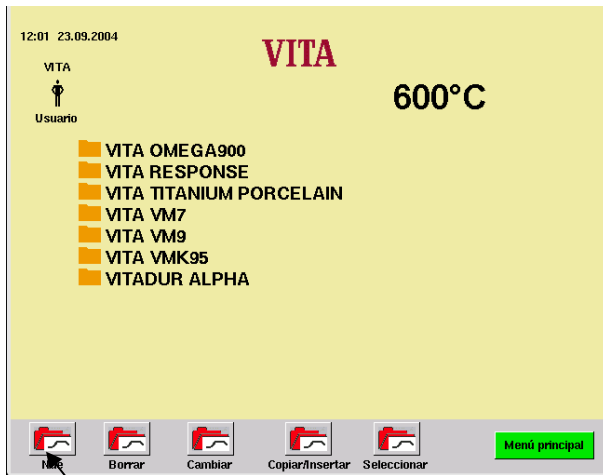 12:01 23.09.2004
VITA
VITA
600°C
Usuario
VITA OMEGA900
VITA RESPONSE
VITA TITANIUM PORCELAIN
VITA VM7
VITA VM9
VITA VMK95
VITADUR ALPHA
Borrar
Cambiar
Copiar/Insertar
Seleccionar
Menú principal